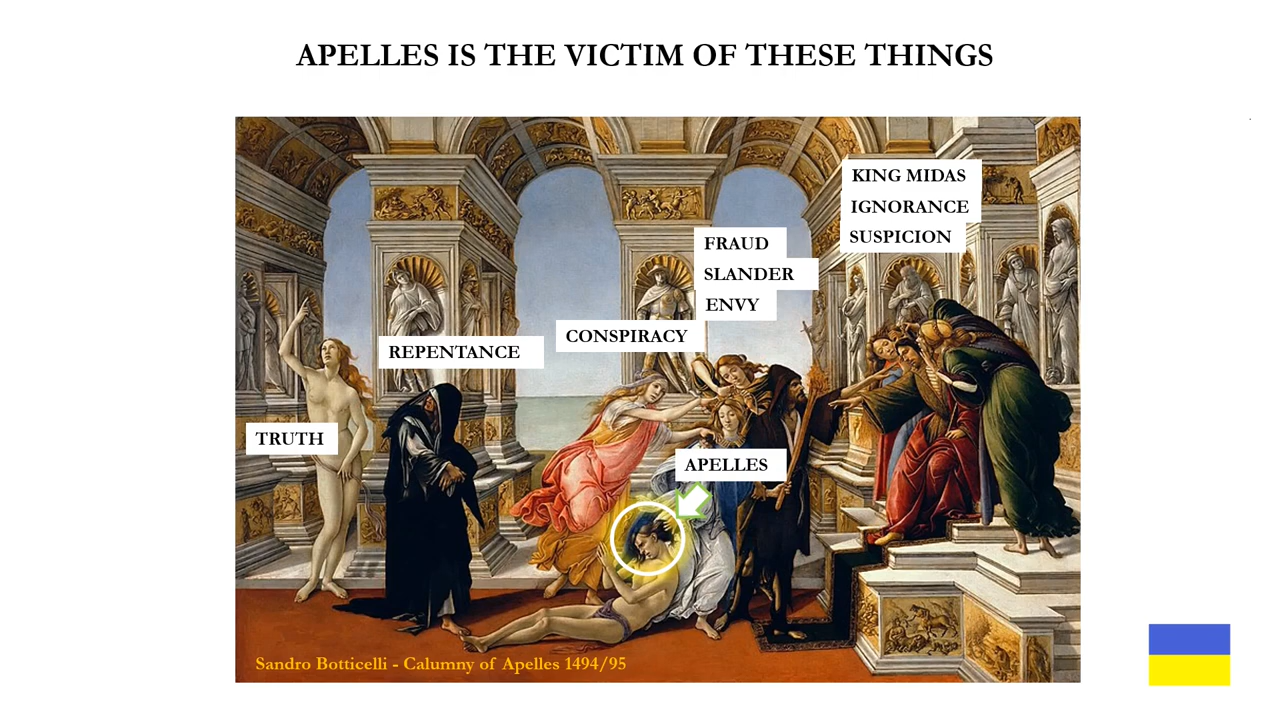 APELLES IS THE VICTIM OF THESE THINGS
KING MIDAS
IGNORANCE
SUSPICION
FRAUD
SLANDER
ENVY
CONSPIRACY
REPENTANCE
TRUTH
APELLES
Sandro Botticelli - Calumny of Apelles 1494/95